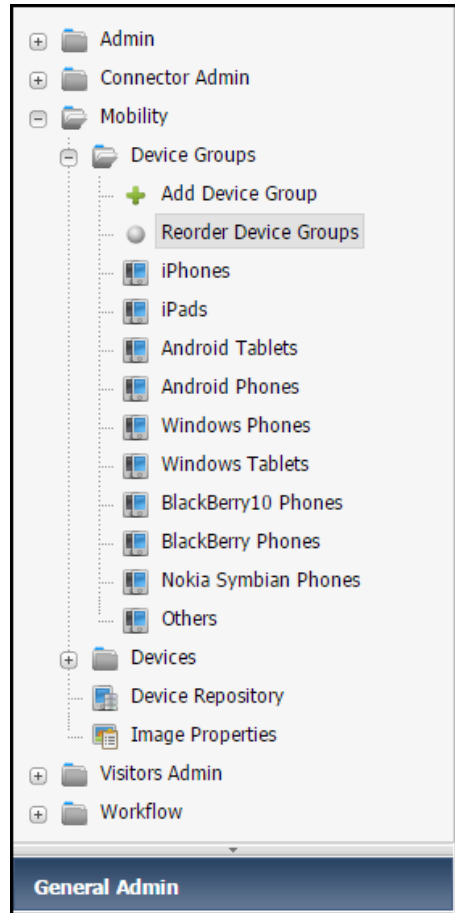 Admin
Connector Admin
Mobility
Device Groups
Add Device Group
Reorder Device Groups
iPhones
iPads
Android Tablets
Android Phones
Windows Phones
Windows Tablets
BlackBerry10 Phones
BlackBerry Phones
Nokia Symbian Phones
Others
Devices
Device Repository
Image Properties
Visitors Admin
Workflow
General Admin